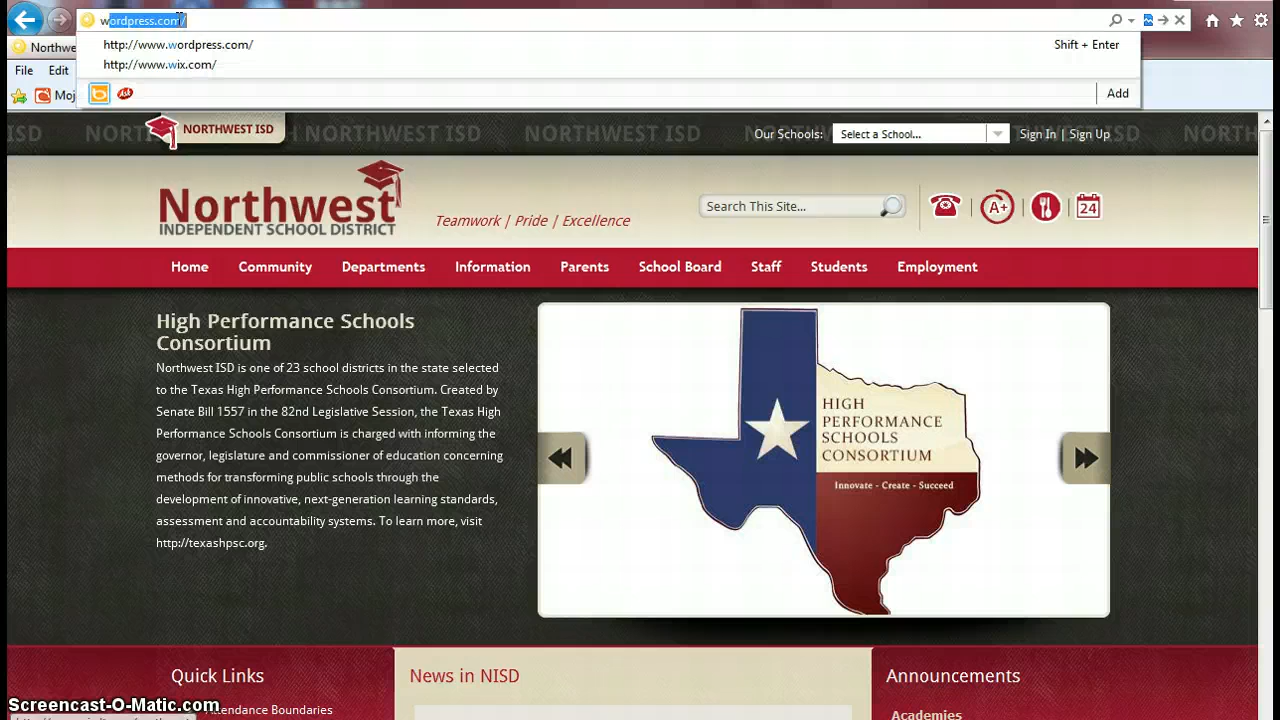 wordpress.com/
http://www.wordpress.com/ Shift + Enter
http://www.wix.com/
Northwe
File Edit
Moj
Ask
Add
ISD NORTHWEST ISD NORTHWEST ISD NORTHWEST ISD
Our Schools: Select a School... Sign In | Sign Up
Northwest
INDEPENDENT SCHOOL DISTRICT
Teamwork | Pride | Excellence
Search This Site...
A+
24
Home Community Departments Information Parents School Board Staff Students Employment
High Performance Schools
Consortium
Northwest ISD is one of 23 school districts in the state selected
to the Texas High Performance Schools Consortium. Created by
Senate Bill 1557 in the 82nd Legislative Session, the Texas High
Performance Schools Consortium is charged with informing the
governor, legislature and commissioner of education concerning
methods for transforming public schools through the
development of innovative, next-generation learning standards,
assessment and accountability systems. To learn more, visit
http://texashpsc.org.
HIGH
PERFORMANCE
SCHOOLS
CONSORTIUM
Innovate - Create - Succeed
Quick Links
Attendance Boundaries
News in NISD
Announcements
Academies
Screencast-O-Matic.com